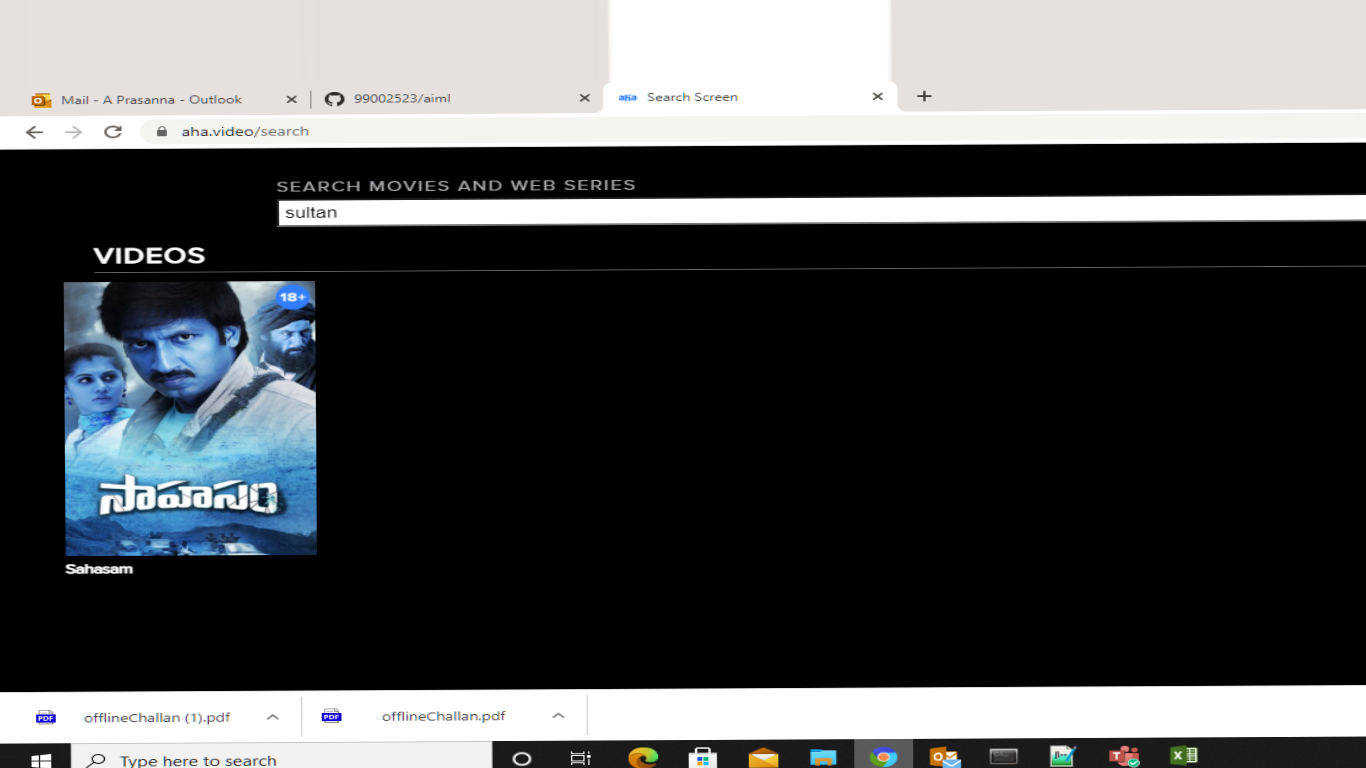 Mail - A Prasanna - Outlook
99002523/aiml
aha
Search Screen
aha.video/search
SEARCH MOVIES AND WEB SERIES
sultan
VIDEOS
18+
సాహసం
Sahasam
PDF
offlineChallan (1).pdf
PDF
offlineChallan.pdf
Type here to search